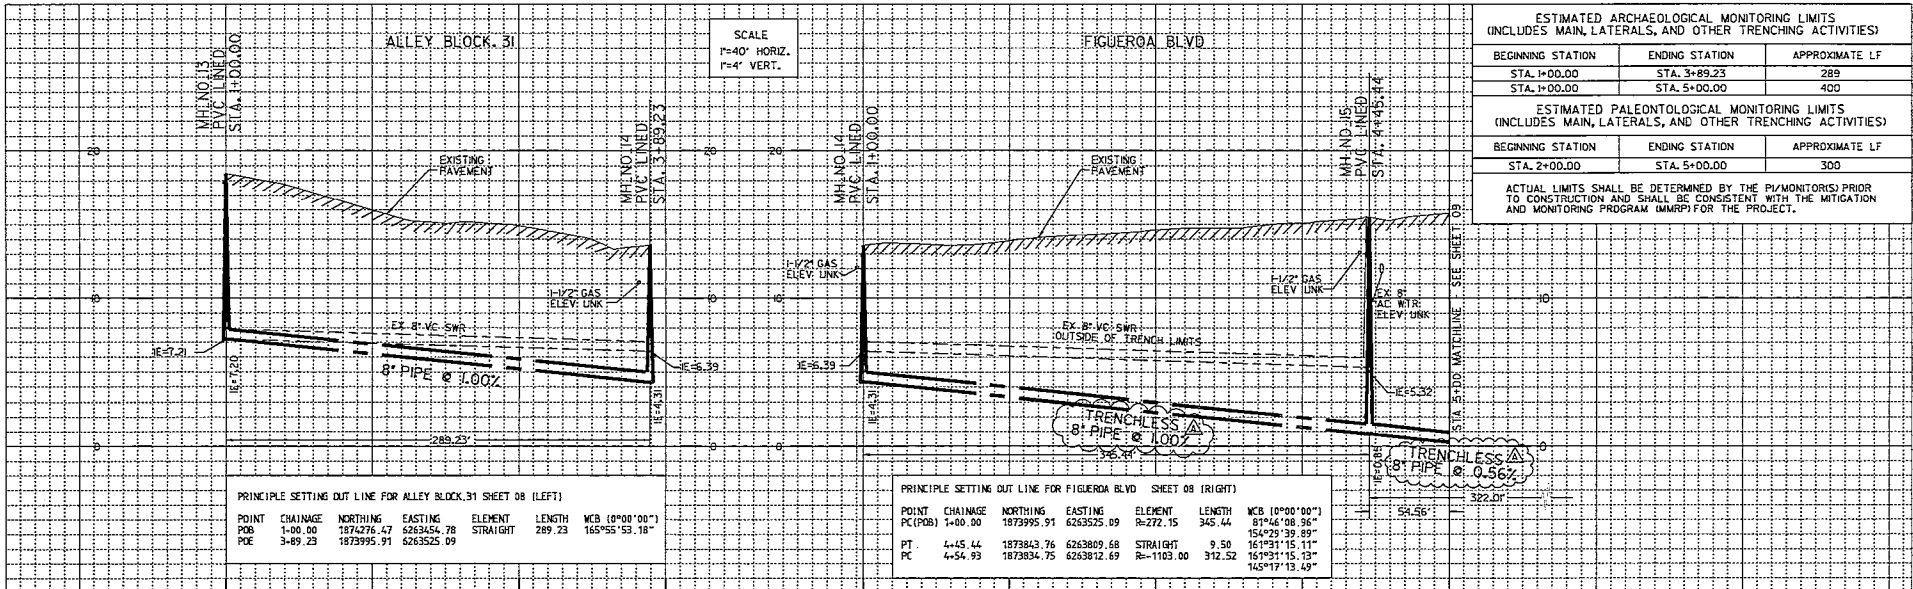 ALLEY BLOCK. 31
SCALE
1"=40' HORIZ.
1"=4' VERT.
FIGUEROA BLVD
MH. NO. 13
PVC LINED
STA. 1+00.00
MH. NO. 14
PVC LINED
STA. 3+89.23
MH. NO. 14
PVC LINED
STA. 1+00.00
MH. NO. 15
PVC LINED
STA. 4+45.44
20
20
20
EXISTING
PAVEMENT
EXISTING
PAVEMENT
1-1/2" GAS
ELEV UNK
1-1/2" GAS
ELEV UNK
1-1/2" GAS
ELEV UNK
EX 8"
AC WTR
ELEV UNK
10
10
10
10
EX 8" VC SWR
EX 8" VC SWR
OUTSIDE OF TRENCH LIMITS
IE=7.21
IE=7.20
8" PIPE @ 1.00%
IE=6.39
IE=4.31
IE=6.39
IE=4.31
IE=5.32
IE=0.85
289.23'
TRENCHLESS A
8" PIPE @ 1.00%
345.44'
TRENCHLESS A
8" PIPE @ 0.56%
322.01'
54.56'
0
0
0
0
STA 5+00 MATCHLINE SEE SHEET 09
ESTIMATED ARCHAEOLOGICAL MONITORING LIMITS
(INCLUDES MAIN, LATERALS, AND OTHER TRENCHING ACTIVITIES)
BEGINNING STATION ENDING STATION APPROXIMATE LF
STA. 1+00.00 STA. 3+89.23 289
STA. 1+00.00 STA. 5+00.00 400
ESTIMATED PALEONTOLOGICAL MONITORING LIMITS
(INCLUDES MAIN, LATERALS, AND OTHER TRENCHING ACTIVITIES)
BEGINNING STATION ENDING STATION APPROXIMATE LF
STA. 2+00.00 STA. 5+00.00 300
ACTUAL LIMITS SHALL BE DETERMINED BY THE PI/MONITOR(S) PRIOR
TO CONSTRUCTION AND SHALL BE CONSISTENT WITH THE MITIGATION
AND MONITORING PROGRAM (MMRP) FOR THE PROJECT.
PRINCIPLE SETTING OUT LINE FOR ALLEY BLOCK.31 SHEET 08 (LEFT)
POINT CHAINAGE NORTHING EASTING ELEMENT LENGTH WCB (0°00'00")
POB 1+00.00 1874276.47 6263454.78 STRAIGHT 289.23 165°55'53.18"
POE 3+89.23 1873995.91 6263525.09
PRINCIPLE SETTING OUT LINE FOR FIGUEROA BLVD SHEET 08 (RIGHT)
POINT CHAINAGE NORTHING EASTING ELEMENT LENGTH WCB (0°00'00")
PC(POB) 1+00.00 1873995.91 6263525.09 R=272.15 345.44 81°46'08.96"
154°29'39.89"
PT 4+45.44 1873843.76 6263809.68 STRAIGHT 9.50 161°31'15.11"
PC 4+54.93 1873834.75 6263812.69 R=-1103.00 312.52 161°31'15.13"
145°17'13.49"